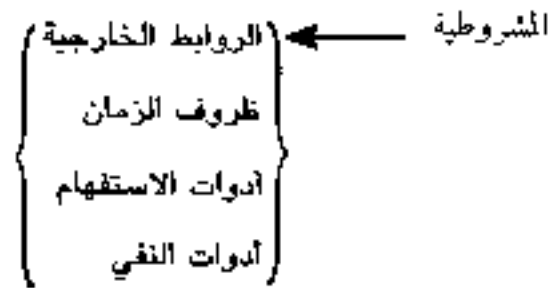 المشروطية
الروابط الخارجية
ظروف الزمان
أدوات الاستفهام
أدوات النفي